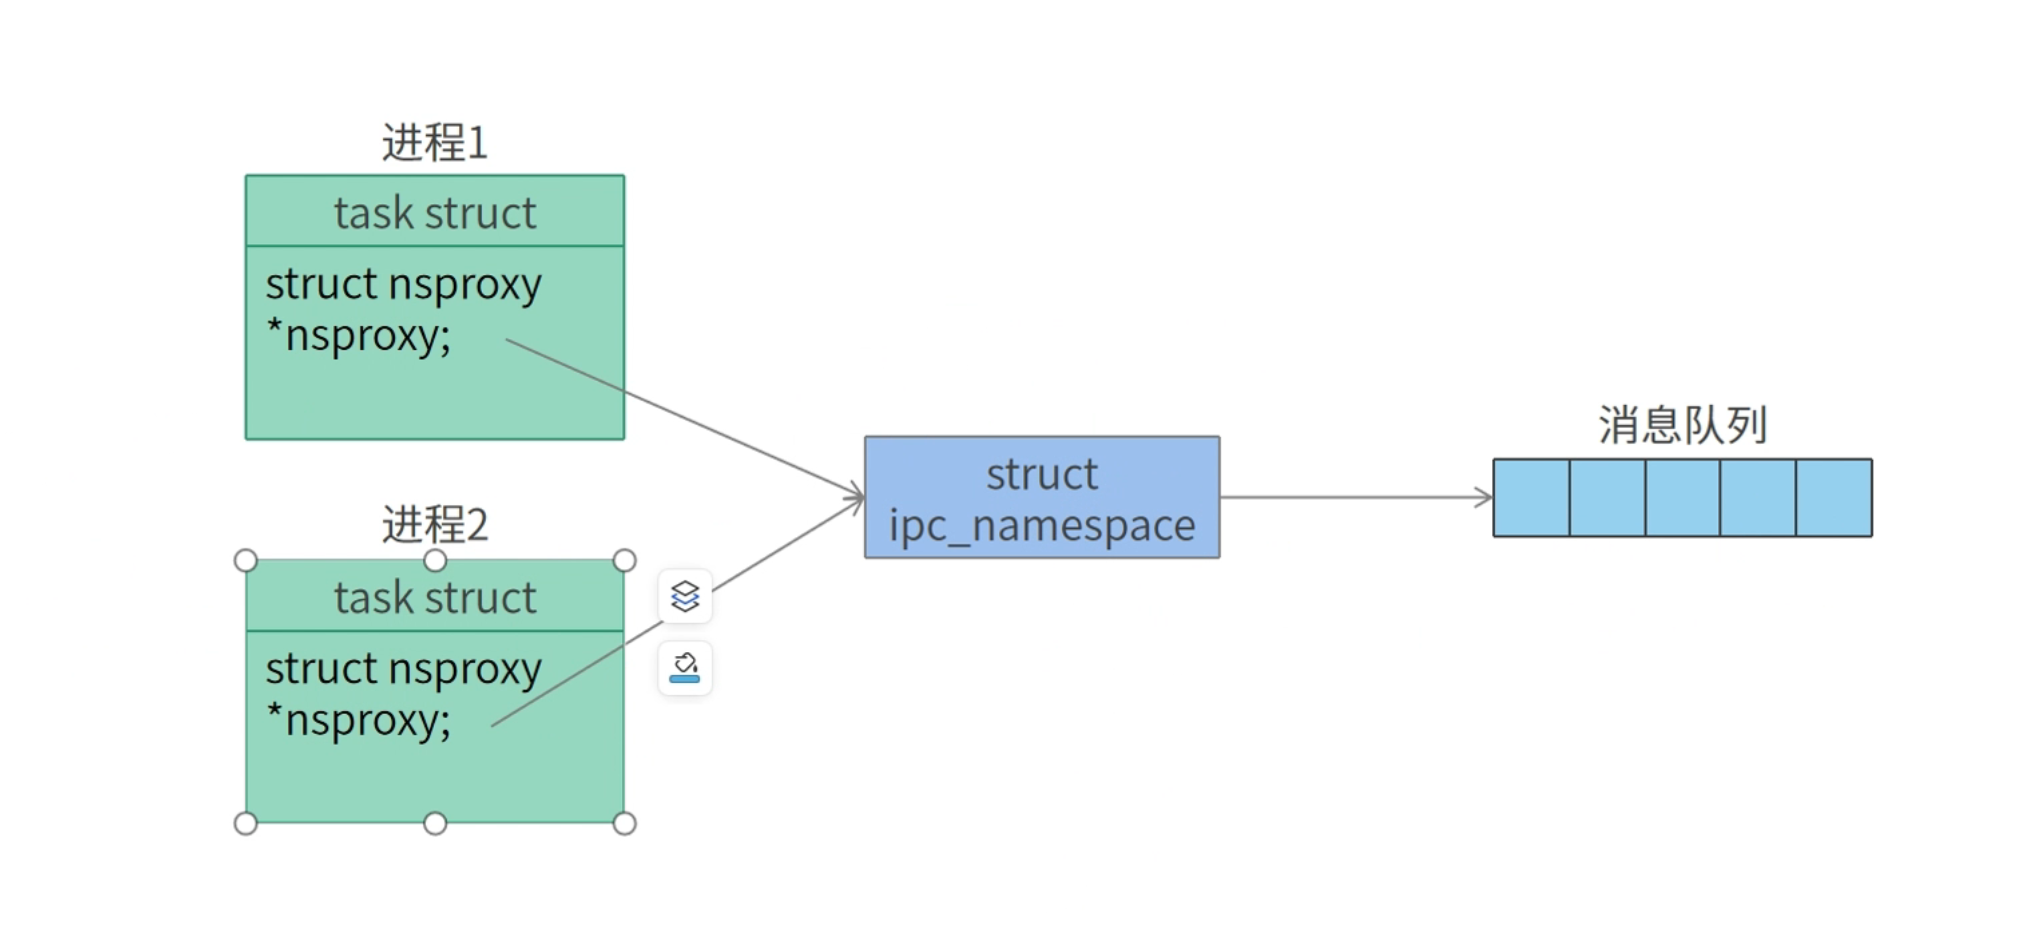 进程1
task struct
struct nsproxy
*nsproxy;
进程2
task struct
struct nsproxy
*nsproxy;
struct
ipc_namespace
消息队列